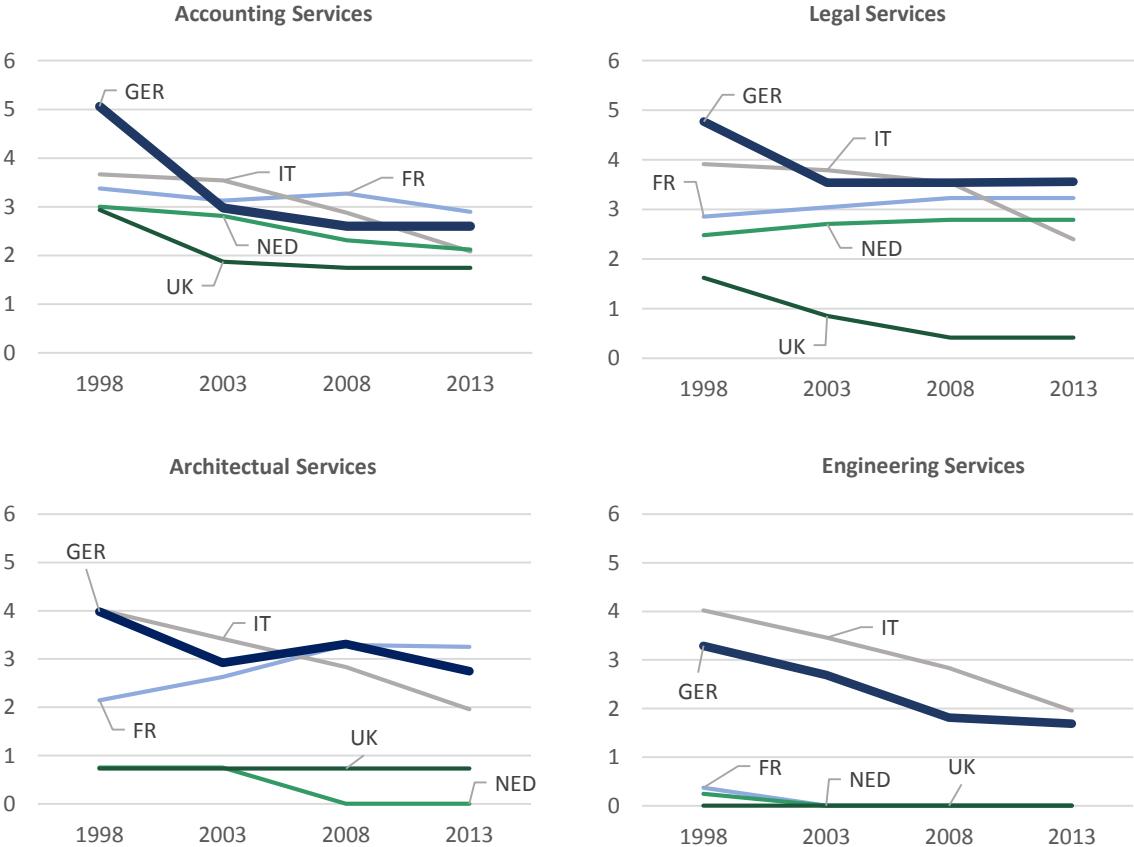 Accounting Services
6
5
4
3
2
1
0
GER
IT
FR
NED
UK
1998 2003 2008 2013
Legal Services
6
5
4
3
2
1
0
GER
IT
FR
NED
UK
1998 2003 2008 2013
Architectual Services
6
5
4
3
2
1
0
GER
IT
FR
UK
NED
1998 2003 2008 2013
Engineering Services
6
5
4
3
2
1
0
IT
GER
FR
NED
UK
1998 2003 2008 2013